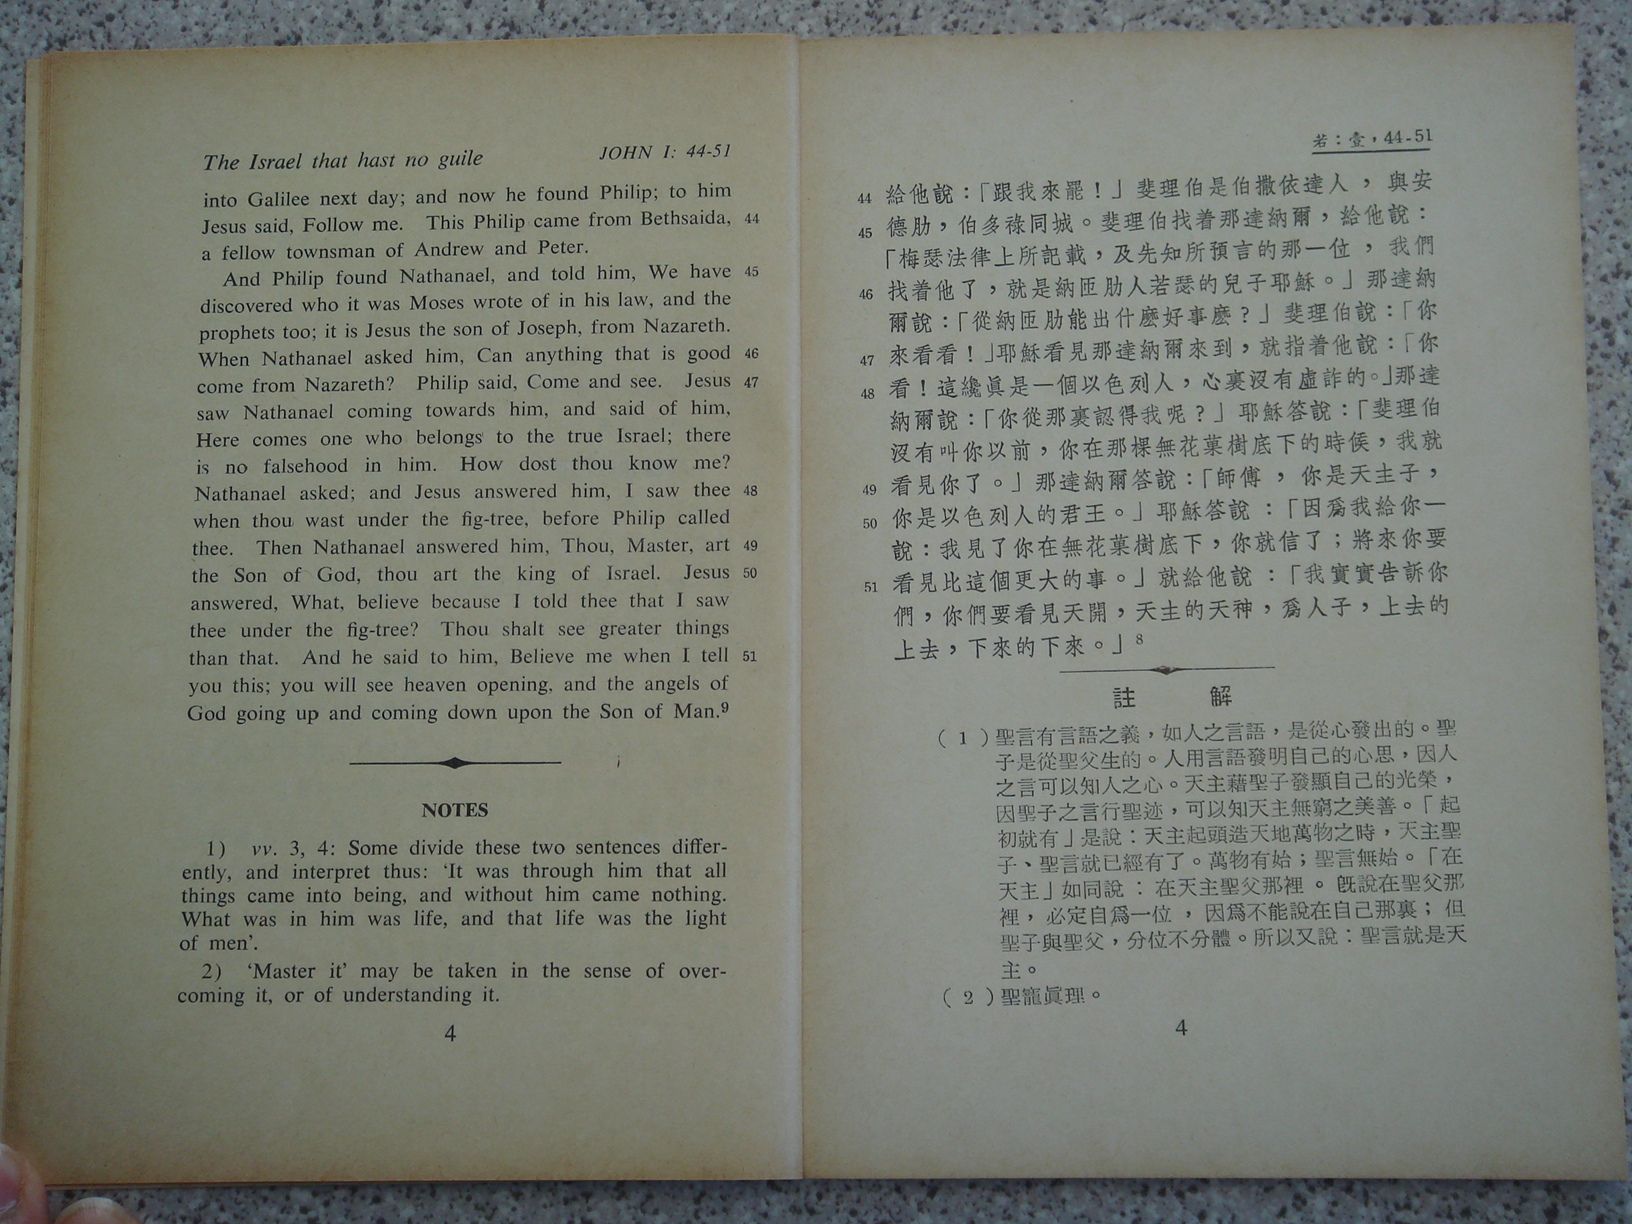 The Israel that hast no guile JOHN I: 44-51
into Galilee next day; and now he found Philip; to him
Jesus said, Follow me. This Philip came from Bethsaida, 44
a fellow townsman of Andrew and Peter.
And Philip found Nathanael, and told him, We have 45
discovered who it was Moses wrote of in his law, and the
prophets too; it is Jesus the son of Joseph, from Nazareth.
When Nathanael asked him, Can anything that is good 46
come from Nazareth? Philip said, Come and see. Jesus 47
saw Nathanael coming towards him, and said of him,
Here comes one who belongs to the true Israel; there
is no falsehood in him. How dost thou know me?
Nathanael asked; and Jesus answered him, I saw thee 48
when thou wast under the fig-tree, before Philip called
thee. Then Nathanael answered him, Thou, Master, art 49
the Son of God, thou art the king of Israel. Jesus 50
answered, What, believe because I told thee that I saw
thee under the fig-tree? Thou shalt see greater things
than that. And he said to him, Believe me when I tell 51
you this; you will see heaven opening, and the angels of
God going up and coming down upon the Son of Man.9
NOTES
1) vv. 3, 4: Some divide these two sentences differ-
ently, and interpret thus: ‘It was through him that all
things came into being, and without him came nothing.
What was in him was life, and that life was the light
of men’.
2) ‘Master it’ may be taken in the sense of over-
coming it, or of understanding it.
4
若：壹，44-51
44 給他說：「跟我來罷！」斐理伯是伯撒依達人，與安
45 德肋，伯多祿同城。斐理伯找着那達納爾，給他說：
「梅瑟法律上所記載，及先知所預言的那一位，我們
46 找着他了，就是納匝肋人若瑟的兒子耶穌。」那達納
爾說：「從納匝肋能出什麽好事麽？」斐理伯說：「你
47 來看看！」耶穌看見那達納爾來到，就指着他說：「你
48 看！這纔眞是一個以色列人，心裏沒有虛詐的。」那達
納爾說：「你從那裏認得我呢？」耶穌答說：「斐理伯
沒有叫你以前，你在那棵無花菓樹底下的時候，我就
49 看見你了。」那達納爾答說：「師傅，你是天主子，
50 你是以色列人的君王。」耶穌答說：「因爲我給你一
說：我見了你在無花菓樹底下，你就信了；將來你要
51 看見比這個更大的事。」就給他說：「我實實告訴你
們，你們要看見天開，天主的天神，爲人子，上去的
上去，下來的下來。」8
註 解
（1）聖言有言語之義，如人之言語，是從心發出的。聖
子是從聖父生的。人用言語發明自己的心思，因人
之言可以知人之心。天主藉聖子發顯自己的光榮，
因聖子之言行聖迹，可以知天主無窮之美善。「起
初就有」是說：天主起頭造天地萬物之時，天主聖
子、聖言就已經有了。萬物有始；聖言無始。「在
天主」如同說：在天主聖父那裡。旣說在聖父那
裡，必定自爲一位，因爲不能說在自己那裏；但
聖子與聖父，分位不分體。所以又說：聖言就是天
主。
（2）聖寵眞理。
4